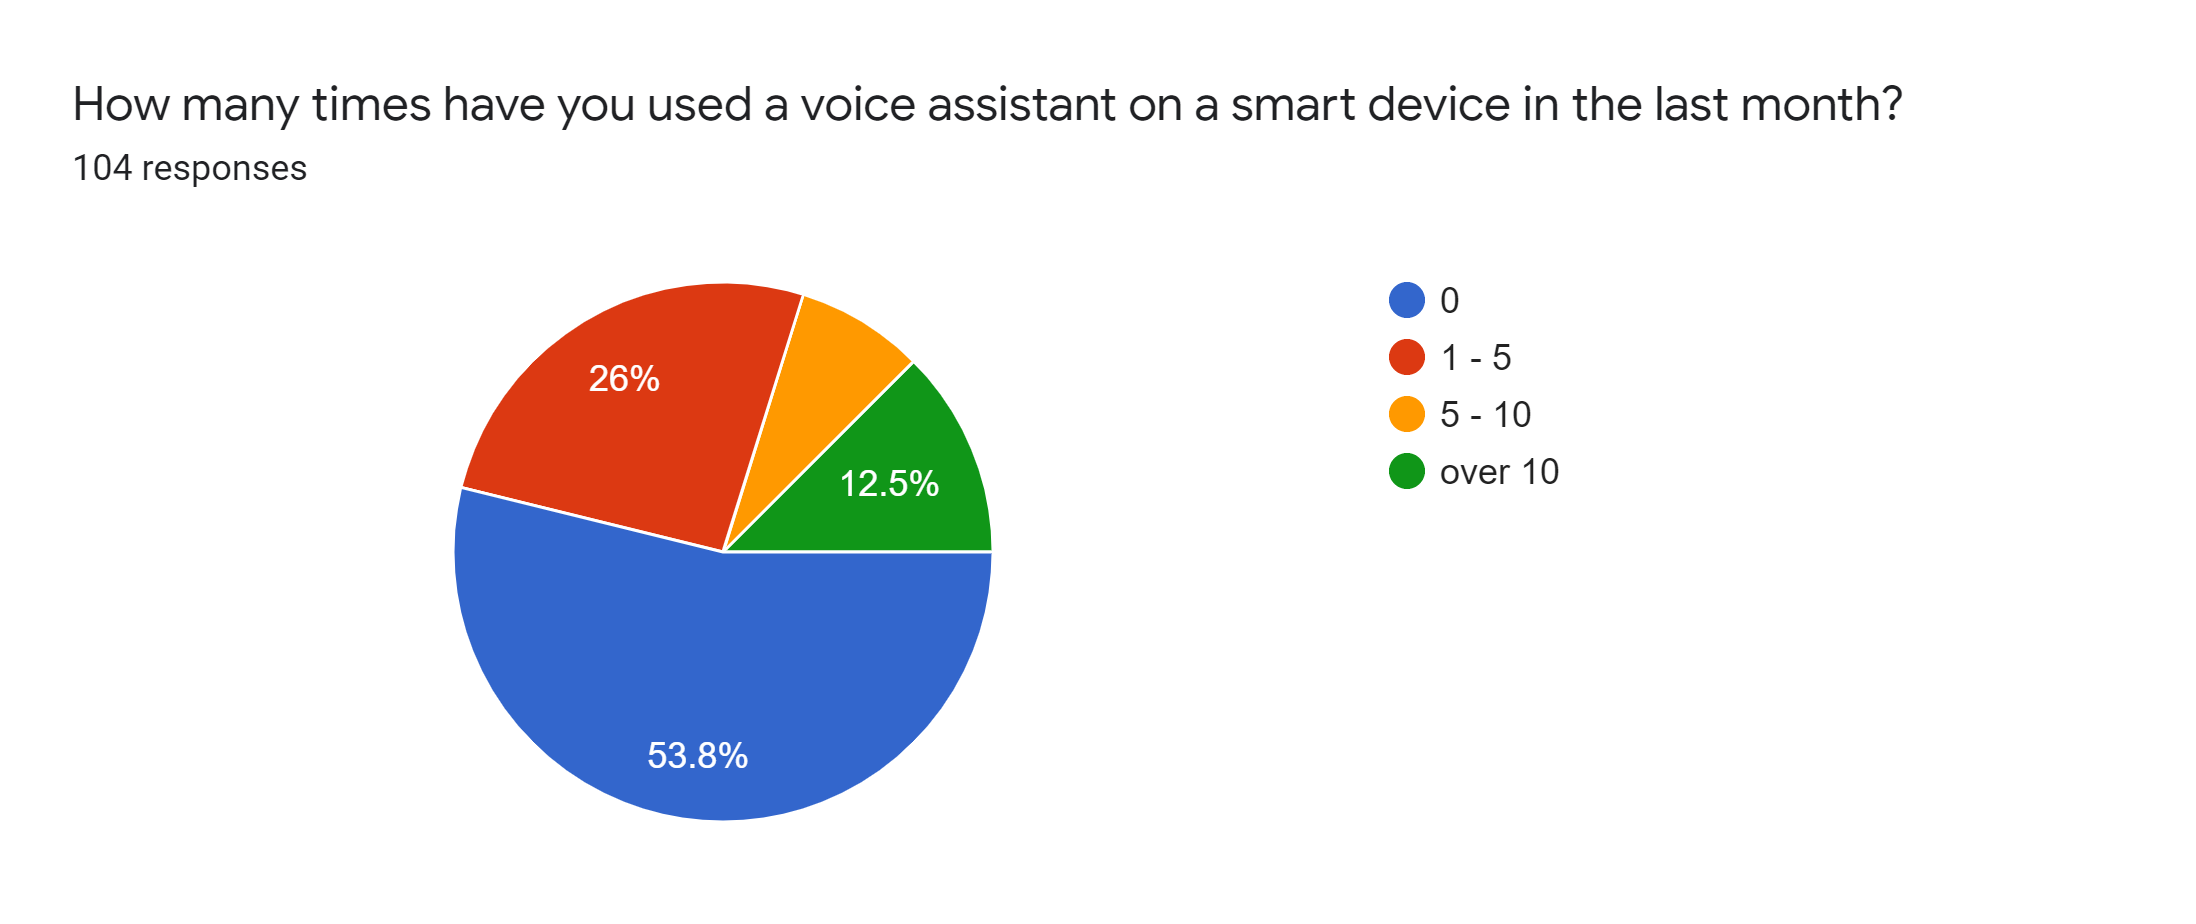 How many times have you used a voice assistant on a smart device in the last month?
104 responses
0
1 - 5
5 - 10
over 10
26%
12.5%
53.8%